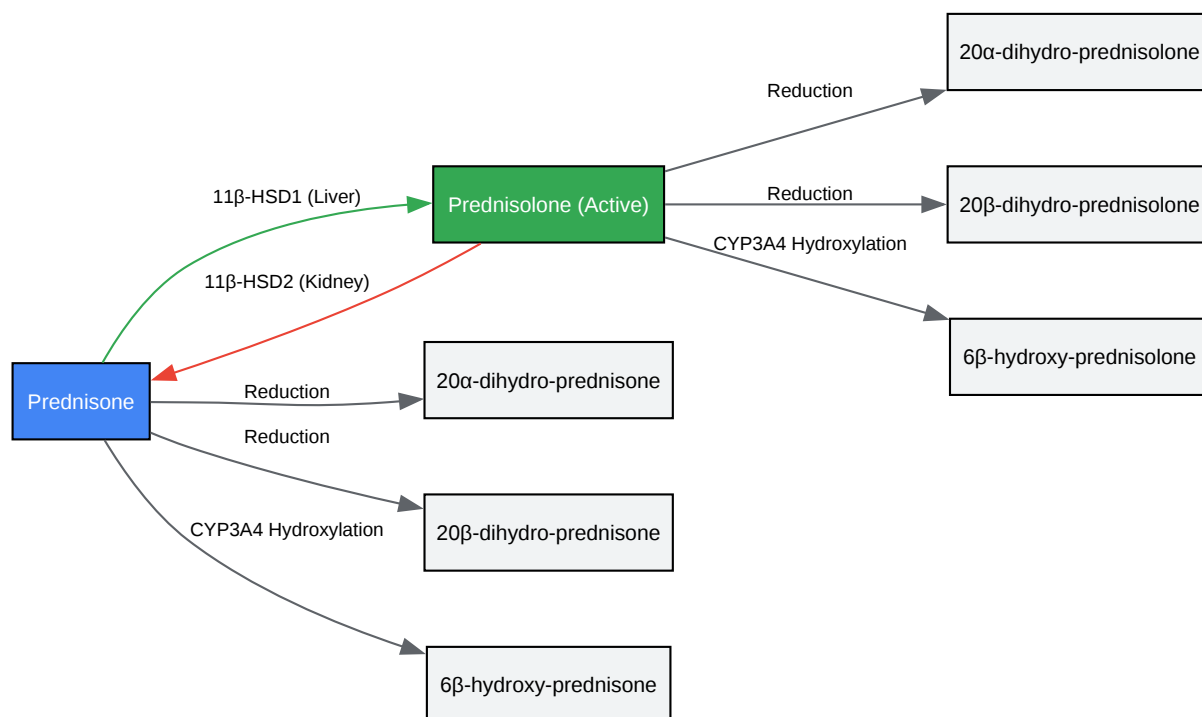 20α-dihydro-prednisolone
Reduction
11β-HSD1 (Liver)
Prednisolone (Active)
Reduction
20β-dihydro-prednisolone
CYP3A4 Hydroxylation
11β-HSD2 (Kidney)
6β-hydroxy-prednisolone
Prednisone
Reduction
20α-dihydro-prednisone
Reduction
CYP3A4 Hydroxylation
20β-dihydro-prednisone
6β-hydroxy-prednisone